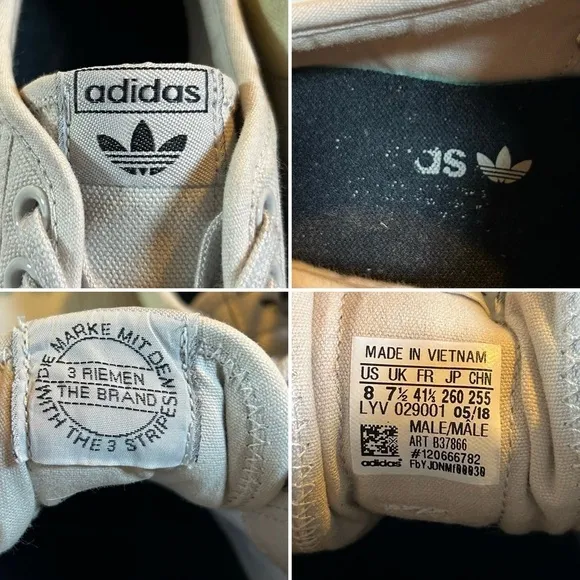 adidas
as
DIE MARKE MIT DEN
3 RIEMEN
THE BRAND
WITH THE 3 STRIPES
MADE IN VIETNAM
US UK FR JP CHN
8 7½ 41⅓ 260 255
LYV 029001 05/18
MALE/MÂLE
ART B37866
#120666782
adidas FbYJONM100030